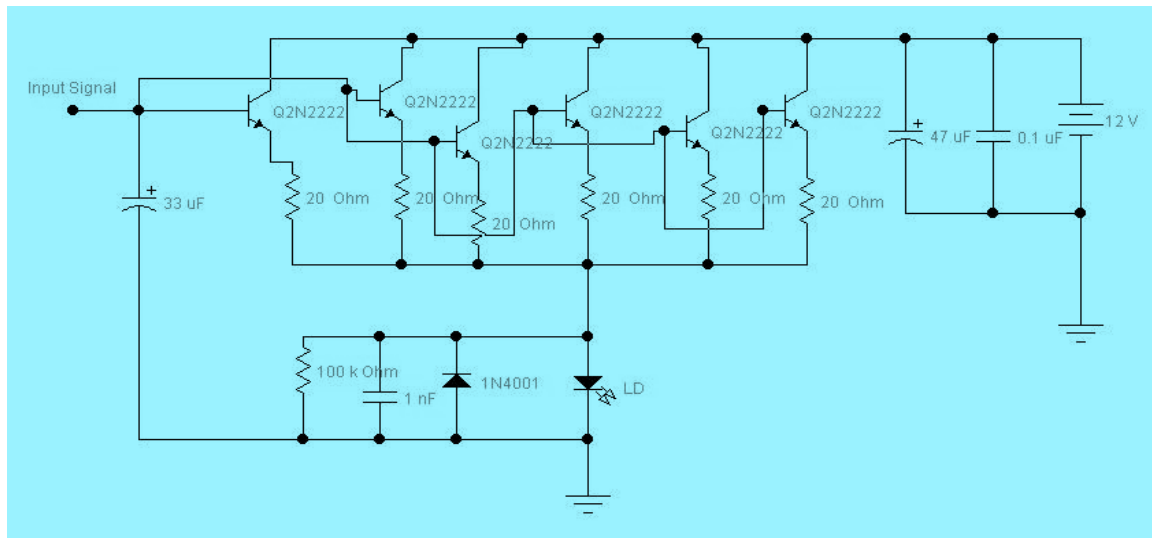 Input Signal
Q2N2222
Q2N2222
Q2N2222
Q2N2222
Q2N2222
Q2N2222
+
47 uF
0.1 uF
12 V
+
33 uF
20 Ohm
20 Ohm
20 Ohm
20 Ohm
20 Ohm
20 Ohm
100 k Ohm
1 nF
1N4001
LD